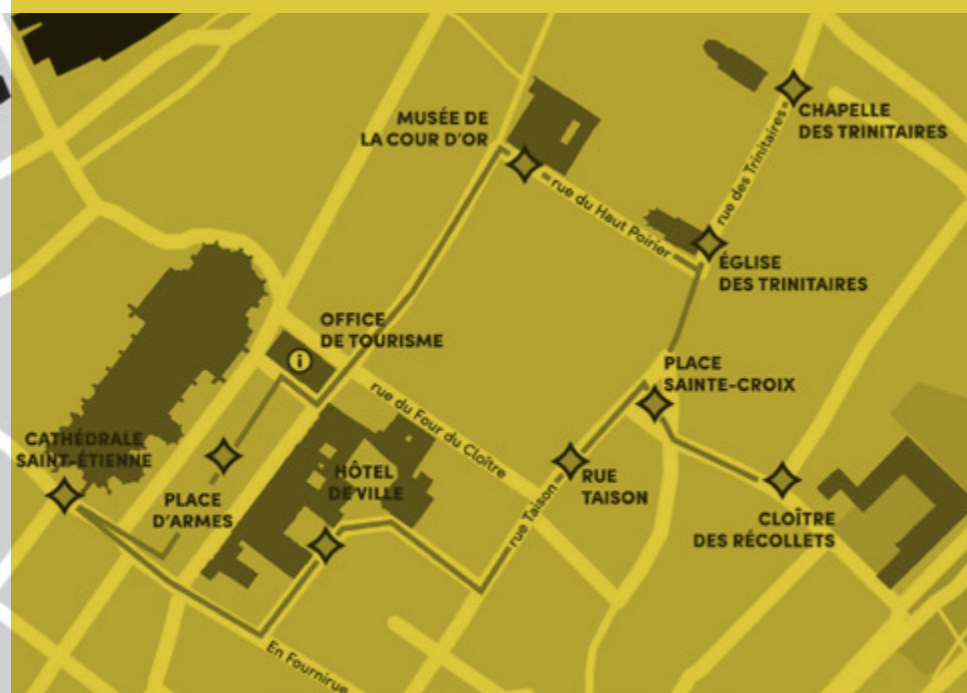 MUSÉE DE
LA COUR D'OR
CHAPELLE
DES TRINITAIRES
rue des Trinitaires
rue du Haut Poirier
ÉGLISE
DES TRINITAIRES
OFFICE
DE TOURISME
i
PLACE
SAINTE-CROIX
rue du Four du Cloître
CATHÉDRALE
SAINT-ÉTIENNE
HÔTEL
DE VILLE
PLACE
D'ARMES
RUE
TAISON
rue Taison
CLOÎTRE
DES RÉCOLLETS
En Fournirue